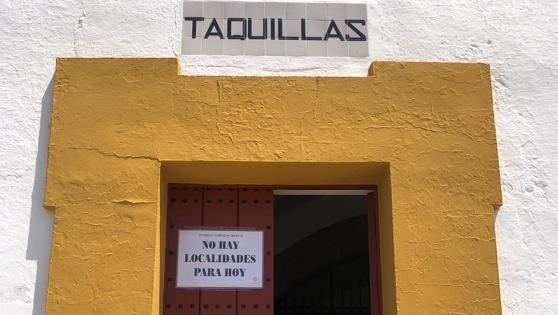 TAQUILLAS
NO HAY
LOCALIDADES
PARA HOY